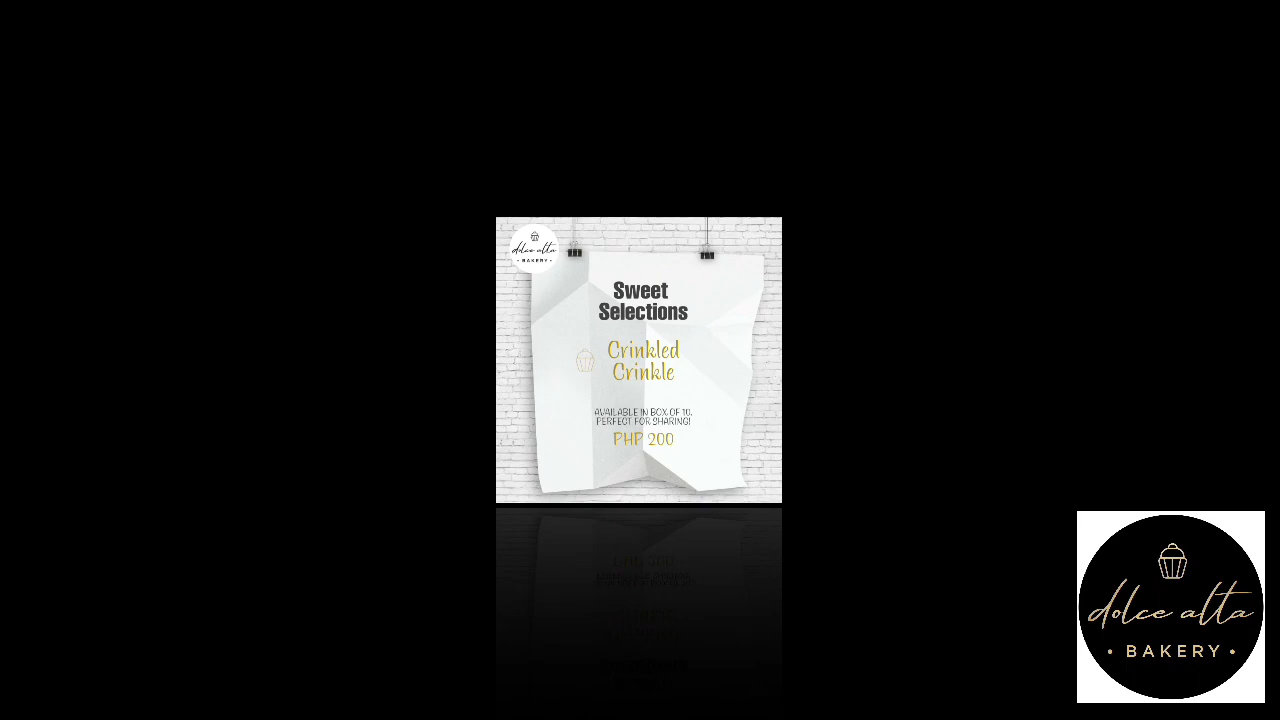 dolce alta
• BAKERY •
Sweet
Selections
Crinkled
Crinkle
AVAILABLE IN BOX OF 10.
PERFECT FOR SHARING!
PHP 200
dolce alta
• BAKERY •